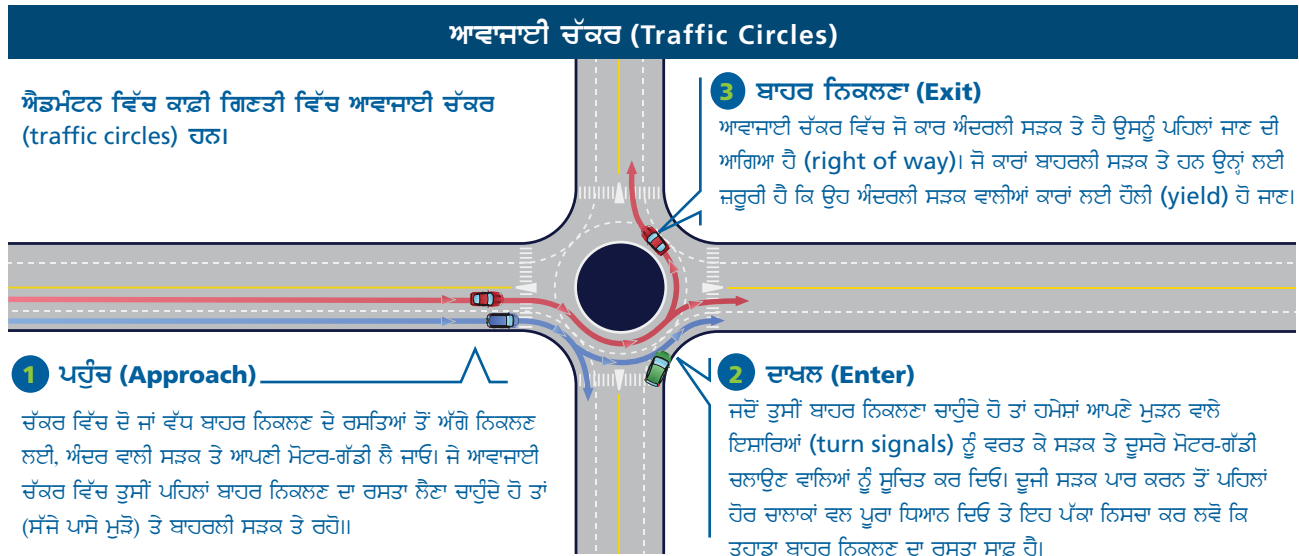 ਆਵਾਜਾਈ ਚੱਕਰ (Traffic Circles)
ਐਡਮੰਟਨ ਵਿੱਚ ਕਾਫ਼ੀ ਗਿਣਤੀ ਵਿੱਚ ਆਵਾਜਾਈ ਚੱਕਰ
(traffic circles) ਹਨ।
1 ਪਹੁੰਚ (Approach)
ਚੱਕਰ ਵਿੱਚ ਦੋ ਜਾਂ ਵੱਧ ਬਾਹਰ ਨਿਕਲਣ ਦੇ ਰਸਤਿਆਂ ਤੋਂ ਅੱਗੇ ਨਿਕਲਣ
ਲਈ, ਅੰਦਰ ਵਾਲੀ ਸੜਕ ਤੇ ਆਪਣੀ ਮੋਟਰ-ਗੱਡੀ ਲੈ ਜਾਓ। ਜੇ ਆਵਾਜਾਈ
ਚੱਕਰ ਵਿੱਚ ਤੁਸੀਂ ਪਹਿਲਾਂ ਬਾਹਰ ਨਿਕਲਣ ਦਾ ਰਸਤਾ ਲੈਣਾ ਚਾਹੁੰਦੇ ਹੋ ਤਾਂ
(ਸੱਜੇ ਪਾਸੇ ਮੁੜੋ) ਤੇ ਬਾਹਰਲੀ ਸੜਕ ਤੇ ਰਹੋ।।
2 ਦਾਖਲ (Enter)
ਜਦੋਂ ਤੁਸੀਂ ਬਾਹਰ ਨਿਕਲਣਾ ਚਾਹੁੰਦੇ ਹੋ ਤਾਂ ਹਮੇਸ਼ਾਂ ਆਪਣੇ ਮੁੜਨ ਵਾਲੇ
ਇਸ਼ਾਰਿਆਂ (turn signals) ਨੂੰ ਵਰਤ ਕੇ ਸੜਕ ਤੇ ਦੂਸਰੇ ਮੋਟਰ-ਗੱਡੀ
ਚਲਾਉਣ ਵਾਲਿਆਂ ਨੂੰ ਸੂਚਿਤ ਕਰ ਦਿਓ। ਦੂਜੀ ਸੜਕ ਪਾਰ ਕਰਨ ਤੋਂ ਪਹਿਲਾਂ
ਹੋਰ ਚਾਲਾਕਾਂ ਵਲ ਪੂਰਾ ਧਿਆਨ ਦਿਓ ਤੇ ਇਹ ਪੱਕਾ ਨਿਸਚਾ ਕਰ ਲਵੋ ਕਿ
ਤੁਹਾਡਾ ਬਾਹਰ ਨਿਕਲਣ ਦਾ ਰਸਤਾ ਸਾਫ਼ ਹੈ।
3 ਬਾਹਰ ਨਿਕਲਣਾ (Exit)
ਆਵਾਜਾਈ ਚੱਕਰ ਵਿੱਚ ਜੋ ਕਾਰ ਅੰਦਰਲੀ ਸੜਕ ਤੇ ਹੈ ਉਸਨੂੰ ਪਹਿਲਾਂ ਜਾਣ ਦੀ
ਆਗਿਆ ਹੈ (right of way)। ਜੋ ਕਾਰਾਂ ਬਾਹਰਲੀ ਸੜਕ ਤੇ ਹਨ ਉਨ੍ਹਾਂ ਲਈ
ਜ਼ਰੂਰੀ ਹੈ ਕਿ ਉਹ ਅੰਦਰਲੀ ਸੜਕ ਵਾਲੀਆਂ ਕਾਰਾਂ ਲਈ ਹੌਲੀ (yield) ਹੋ ਜਾਣ।